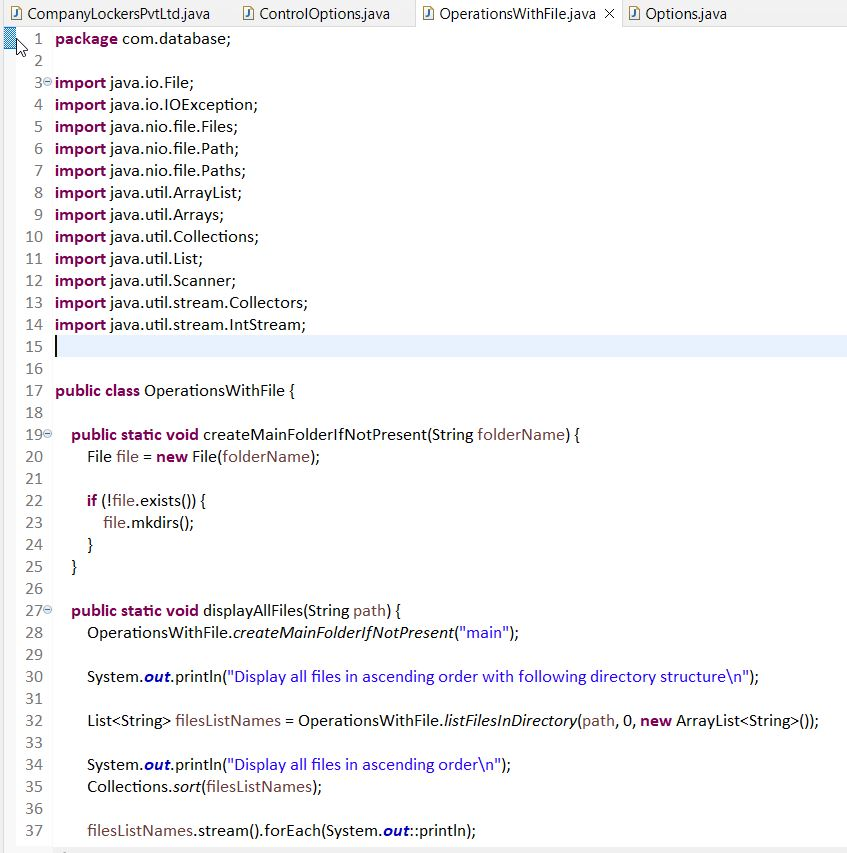 CompanyLockersPvtLtd.java ControlOptions.java OperationsWithFile.java Options.java
1 package com.database;
2
3 import java.io.File;
4 import java.io.IOException;
5 import java.nio.file.Files;
6 import java.nio.file.Path;
7 import java.nio.file.Paths;
8 import java.util.ArrayList;
9 import java.util.Arrays;
10 import java.util.Collections;
11 import java.util.List;
12 import java.util.Scanner;
13 import java.util.stream.Collectors;
14 import java.util.stream.IntStream;
15
16
17 public class OperationsWithFile {
18
19 public static void createMainFolderIfNotPresent(String folderName) {
20 File file = new File(folderName);
21
22 if (!file.exists()) {
23 file.mkdirs();
24 }
25 }
26
27 public static void displayAllFiles(String path) {
28 OperationsWithFile.createMainFolderIfNotPresent("main");
29
30 System.out.println("Display all files in ascending order with following directory structure\n");
31
32 List<String> filesListNames = OperationsWithFile.listFilesInDirectory(path, 0, new ArrayList<String>());
33
34 System.out.println("Display all files in ascending order\n");
35 Collections.sort(filesListNames);
36
37 filesListNames.stream().forEach(System.out::println);